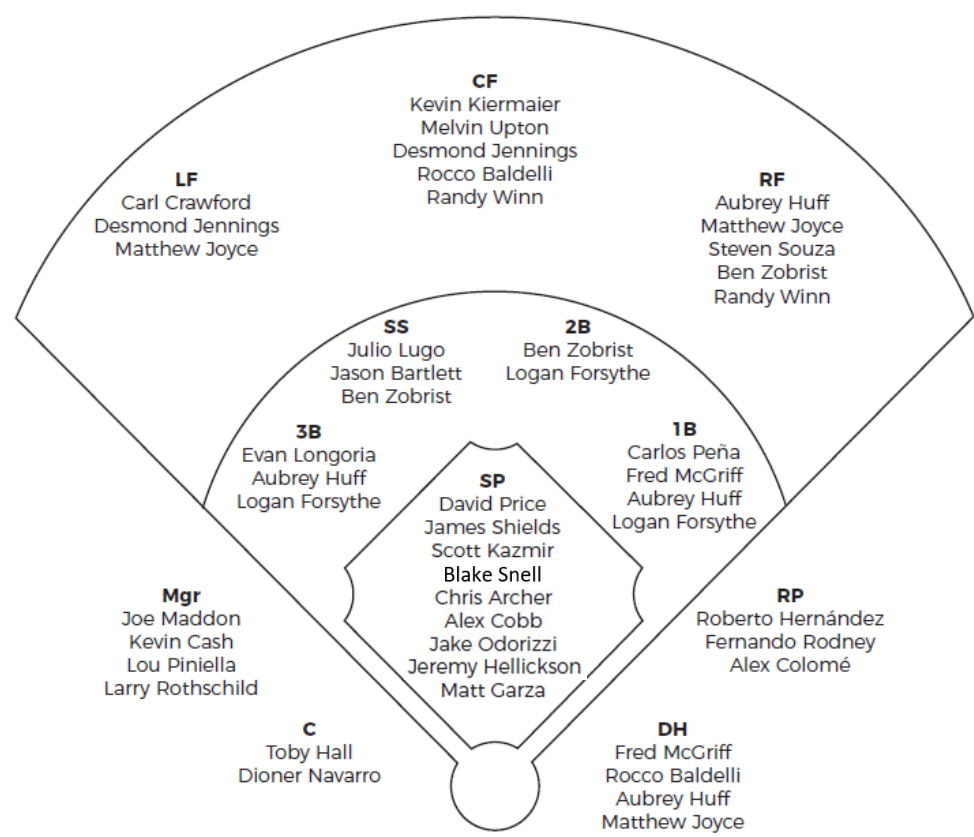 CF
Kevin Kiermaier
Melvin Upton
Desmond Jennings
Rocco Baldelli
Randy Winn
LF
Carl Crawford
Desmond Jennings
Matthew Joyce
RF
Aubrey Huff
Matthew Joyce
Steven Souza
Ben Zobrist
Randy Winn
SS
Julio Lugo
Jason Bartlett
Ben Zobrist
2B
Ben Zobrist
Logan Forsythe
3B
Evan Longoria
Aubrey Huff
Logan Forsythe
1B
Carlos Peña
Fred McGriff
Aubrey Huff
Logan Forsythe
SP
David Price
James Shields
Scott Kazmir
Blake Snell
Chris Archer
Alex Cobb
Jake Odorizzi
Jeremy Hellickson
Matt Garza
Mgr
Joe Maddon
Kevin Cash
Lou Piniella
Larry Rothschild
RP
Roberto Hernández
Fernando Rodney
Alex Colomé
C
Toby Hall
Dioner Navarro
DH
Fred McGriff
Rocco Baldelli
Aubrey Huff
Matthew Joyce